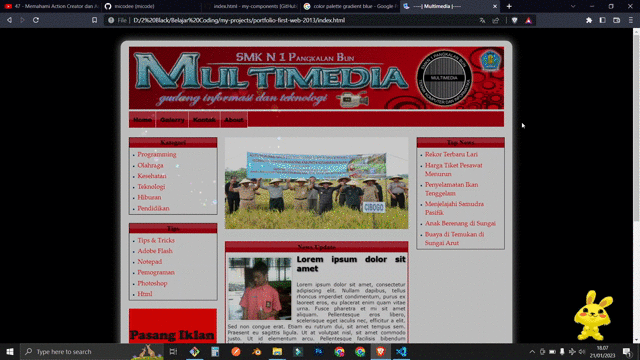 47 - Memahami Action Creator dan A
mxcodee (mxcode)
index.html - my-components (GitHub
color palette gradient blue - Google P
----| Multimedia |-----
File
D:/2%20Black/Belajar%20Coding/my-projects/portfolio-first-web-2013/index.html
SMK N 1 Pangkalan Bun
Multimedia
gudang informasi dan teknologi
MULTIMEDIA
Home
Gallery
Kontak
About
Kategori
Programming
Olahraga
Kesehatan
Teknologi
Hiburan
Pendidikan
Tips
Tips & Tricks
Adobe Flash
Notepad
Pemograman
Photoshop
Html
Pasang Iklan
CIBOGO
News Update
Lorem ipsum dolor sit
amet
Lorem ipsum dolor sit amet, consectetur
adipiscing elit. Nullam dapibus, tellus
rhoncus imperdiet condimentum, purus ex
laoreet eros, eu placerat enim quam vitae
urna. Fusce eu interdum erat, sit amet
aliquam. Pellentesque eros libero,
scelerisque eget iaculis nec, efficitur a elit.
Sed non congue erat. Etiam eu rutrum dui, sit amet tempus sem.
Praesent eu sagittis ligula. Ut at volutpat nisl, sit amet commodo
justo. Ut id elementum arcu. Pellentesque facilisis bibendum
Top News
Rekor Terbaru Lari
Harga Tiket Pesawat
Menurun
Penyelamatan Ikan
Tenggelam
Menjelajahi Samudra
Pasifik
Anak Berenang di Sungai
Buaya di Temukan di
Sungai Arut
Type here to search
18.07
21/01/2023